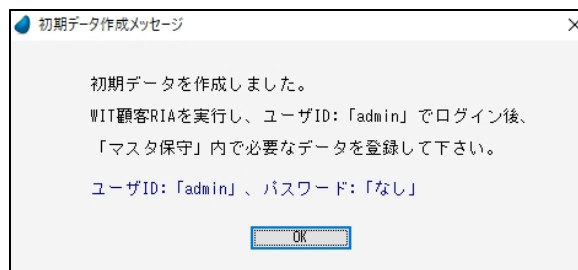 初期データ作成メッセージ
初期データを作成しました。
WIT顧客RIAを実行し、ユーザID:「admin」でログイン後、
「マスタ保守」内で必要なデータを登録して下さい。
ユーザID:「admin」、パスワード:「なし」
OK